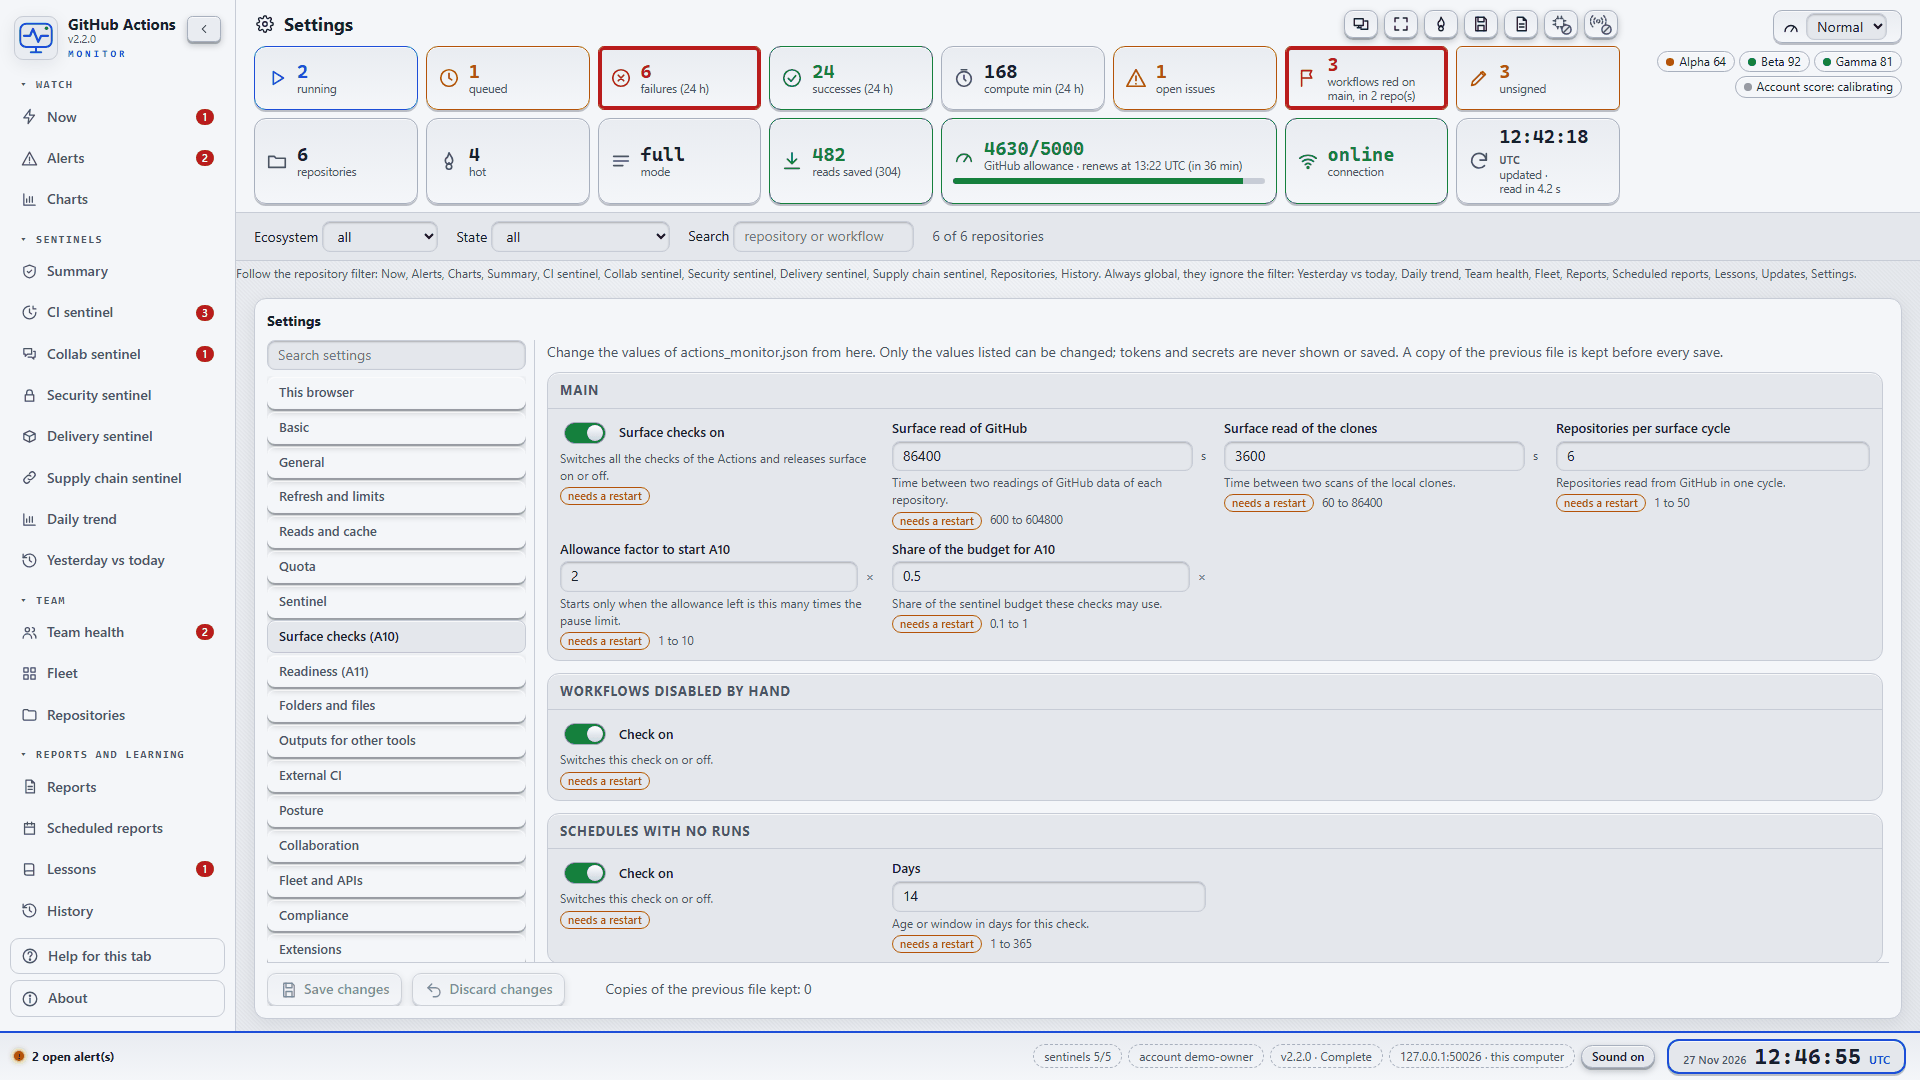 GitHub Actions
v2.2.0
MONITOR
WATCH
Now 1
Alerts 2
Charts
SENTINELS
Summary
CI sentinel 3
Collab sentinel 1
Security sentinel
Delivery sentinel
Supply chain sentinel
Daily trend
Yesterday vs today
TEAM
Team health 2
Fleet
Repositories
REPORTS AND LEARNING
Reports
Scheduled reports
Lessons 1
History
Help for this tab
About
Settings
Normal
Alpha 64
Beta 92
Gamma 81
Account score: calibrating
2
running
1
queued
6
failures (24 h)
24
successes (24 h)
168
compute min (24 h)
1
open issues
3
workflows red on
main, in 2 repo(s)
3
unsigned
6
repositories
4
hot
full
mode
482
reads saved (304)
4630/5000
GitHub allowance · renews at 13:22 UTC (in 36 min)
online
connection
12:42:18
UTC
updated ·
read in 4.2 s
Ecosystem all State all Search repository or workflow 6 of 6 repositories
Follow the repository filter: Now, Alerts, Charts, Summary, CI sentinel, Collab sentinel, Security sentinel, Delivery sentinel, Supply chain sentinel, Repositories, History. Always global, they ignore the filter: Yesterday vs today, Daily trend, Team health, Fleet, Reports, Scheduled reports, Lessons, Updates, Settings.
Settings
Search settings
This browser
Basic
General
Refresh and limits
Reads and cache
Quota
Sentinel
Surface checks (A10)
Readiness (A11)
Folders and files
Outputs for other tools
External CI
Posture
Collaboration
Fleet and APIs
Compliance
Extensions
Change the values of actions_monitor.json from here. Only the values listed can be changed; tokens and secrets are never shown or saved. A copy of the previous file is kept before every save.
MAIN
Surface checks on
Switches all the checks of the Actions and releases surface
on or off.
needs a restart
Surface read of GitHub
86400 s
Time between two readings of GitHub data of each
repository.
needs a restart 600 to 604800
Surface read of the clones
3600 s
Time between two scans of the local clones.
needs a restart 60 to 86400
Repositories per surface cycle
6
Repositories read from GitHub in one cycle.
needs a restart 1 to 50
Allowance factor to start A10
2 ×
Starts only when the allowance left is this many times the
pause limit.
needs a restart 1 to 10
Share of the budget for A10
0.5 ×
Share of the sentinel budget these checks may use.
needs a restart 0.1 to 1
WORKFLOWS DISABLED BY HAND
Check on
Switches this check on or off.
needs a restart
SCHEDULES WITH NO RUNS
Check on
Switches this check on or off.
needs a restart
Days
14
Age or window in days for this check.
needs a restart 1 to 365
Save changes
Discard changes
Copies of the previous file kept: 0
2 open alert(s)
sentinels 5/5
account demo-owner
v2.2.0 · Complete
127.0.0.1:50026 · this computer
Sound on
27 Nov 2026 12:46:55 UTC